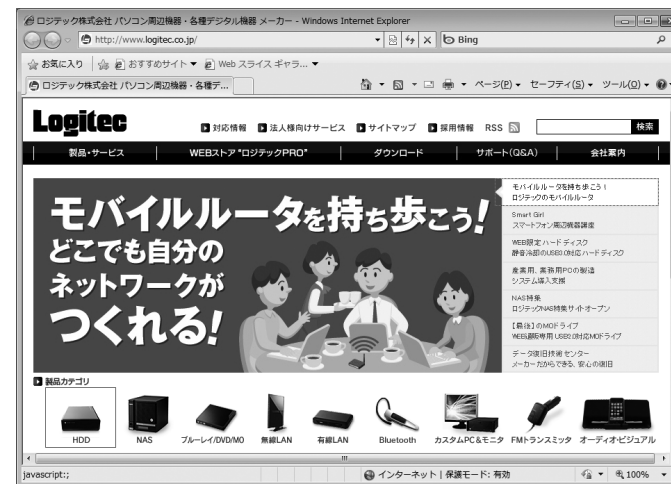 ロジテック株式会社 パソコン周辺機器・各種デジタル機器 メーカー - Windows Internet Explorer
http://www.logitec.co.jp/
Bing
お気に入り おすすめサイト Web スライス ギャラ...
ロジテック株式会社 パソコン周辺機器・各種デ...
ページ(P) セーフティ(S) ツール(O)
Logitec
対応情報 法人様向けサービス サイトマップ 採用情報 RSS 検索
製品・サービス WEBストア "ロジテックPRO" ダウンロード サポート(Q&A) 会社案内
モバイルルータを持ち歩こう!
どこでも自分の
ネットワークが
つくれる!
モバイルルータを持ち歩こう!
ロジテックのモバイルルータ
Smart Girl
スマートフォン周辺機器講座
WEB限定ハードディスク
静音冷却のUSB3.0対応ハードディスク
産業用、業務用PCの製造
システム導入支援
NAS特集
ロジテックNAS特集サイトオープン
【最後】のMOドライブ
WEB通販専用 USB2.0対応MOドライブ
データ復旧技術センター
メーカーだからできる、安心の復旧
製品カテゴリ
HDD NAS ブルーレイ/DVD/MO 無線LAN 有線LAN Bluetooth カスタムPC&モニタ FMトランスミッタ オーディオ・ビジュアル
javascript:; インターネット | 保護モード: 有効 100%